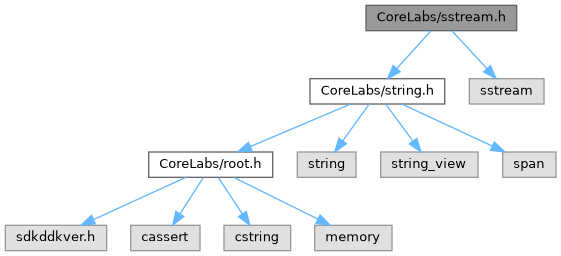 CoreLabs/sstream.h
CoreLabs/string.h
sstream
CoreLabs/root.h
string
string_view
span
sdkddkver.h
cassert
cstring
memory